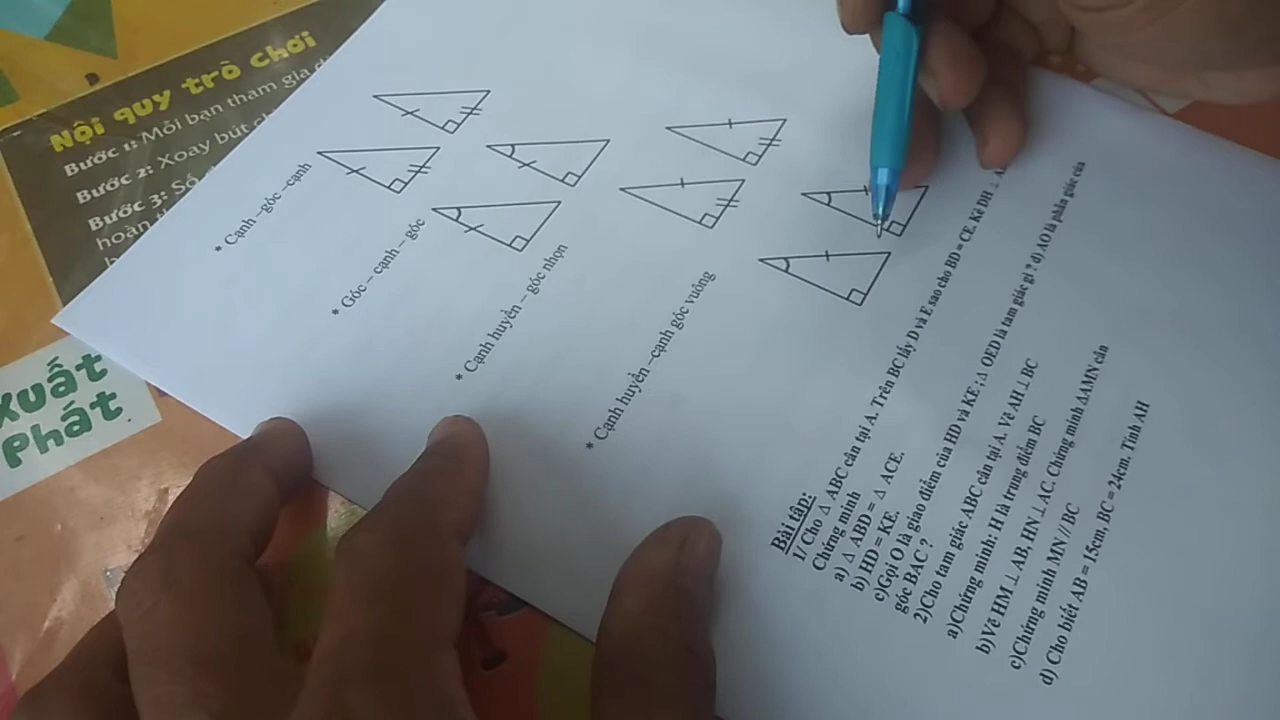 Nội quy trò chơi
Bước 1: Mỗi bạn tham gia
Bước 2: Xoay bút
Bước 3: Số
hoàn
Xuất
Phát
* Cạnh –góc –cạnh
* Góc – cạnh – góc
* Cạnh huyền – góc nhọn
* Cạnh huyền –cạnh góc vuông
Bài tập:
1/ Cho Δ ABC cân tại A. Trên BC lấy D và E sao cho BD = CE. Kẻ DH ⊥
Chứng minh
a) Δ ABD = Δ ACE.
b) HD = KE.
c)Gọi O là giao điểm của HD và KE ; Δ OED là tam giác gì ? d) AO là phân giác của
góc BAC ?
2)Cho tam giác ABC cân tại A. Vẽ AH ⊥ BC
a)Chứng minh: H là trung điểm BC
b)Vẽ HM ⊥ AB, HN ⊥ AC. Chứng minh ΔAMN cân
c)Chứng minh MN // BC
d) Cho biết AB = 15cm, BC = 24cm. Tính AH